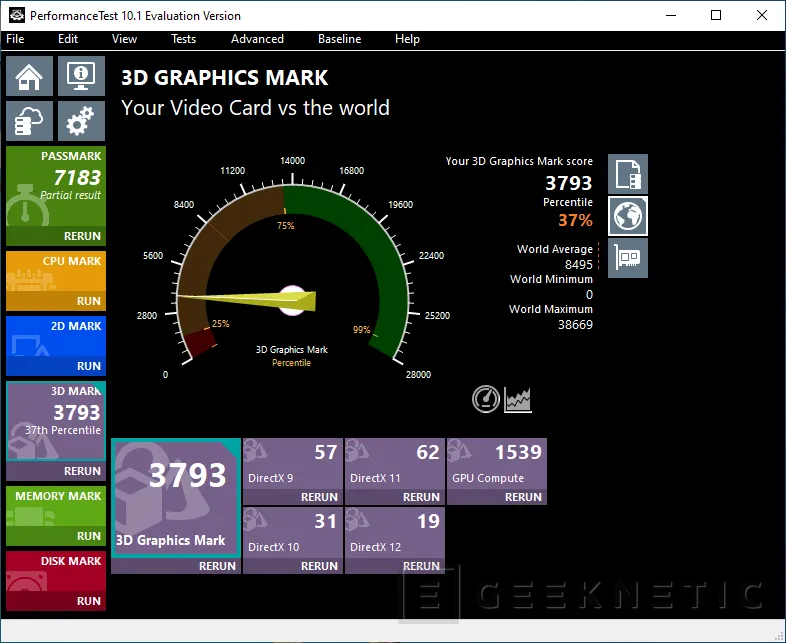 PerformanceTest 10.1 Evaluation Version
File Edit View Tests Advanced Baseline Help
3D GRAPHICS MARK
Your Video Card vs the world
PASSMARK
7183
Partial result
RERUN
CPU MARK
RUN
2D MARK
RUN
3D MARK
3793
37th Percentile
RERUN
MEMORY MARK
RUN
DISK MARK
RUN
0
2800
5600
8400
11200
14000
16800
19600
22400
25200
28000
25%
75%
99%
3D Graphics Mark
Percentile
Your 3D Graphics Mark score
3793
Percentile
37%
World Average
8495
World Minimum
0
World Maximum
38669
3793
3D Graphics Mark
RERUN
57
DirectX 9
RERUN
62
DirectX 11
RERUN
1539
GPU Compute
RERUN
31
DirectX 10
RERUN
19
DirectX 12
RERUN
E GEEKNETIC